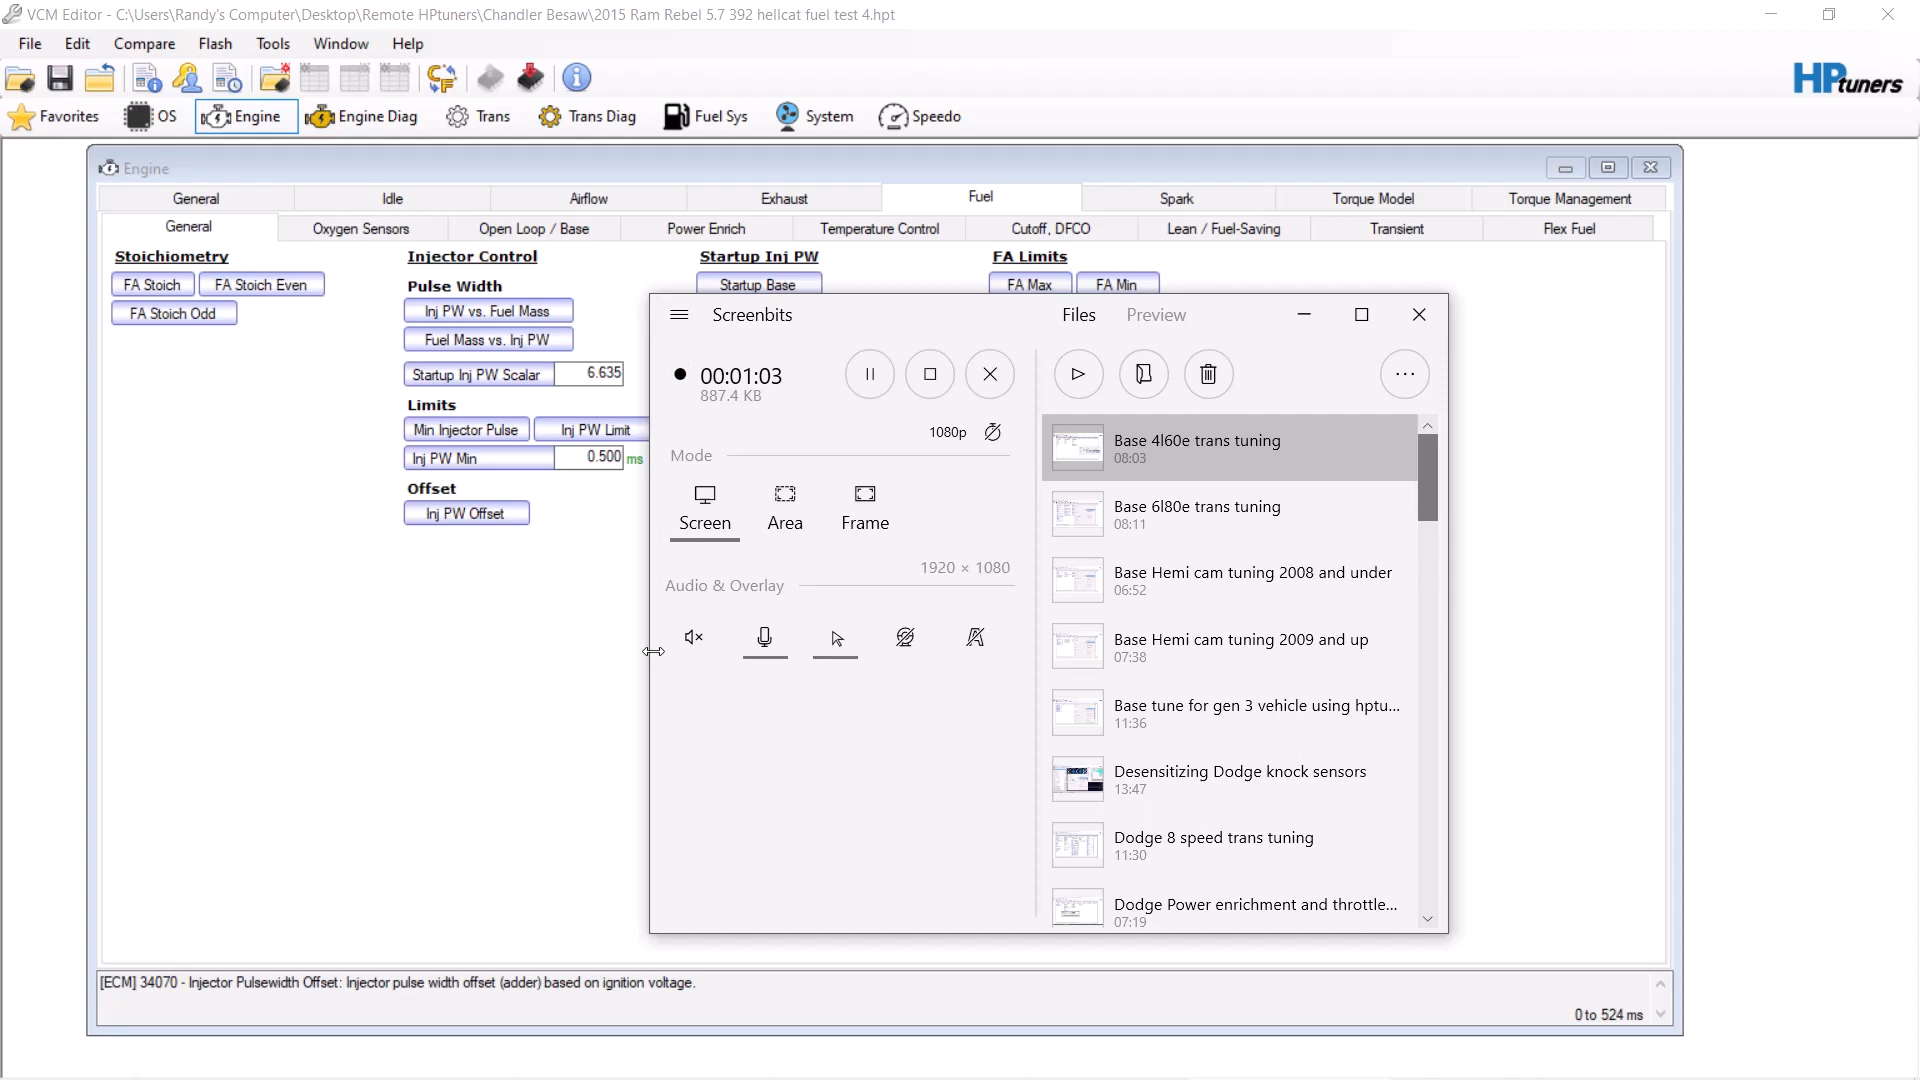 VCM Editor - C:\Users\Randy's Computer\Desktop\Remote HPtuners\Chandler Besaw\2015 Ram Rebel 5.7 392 hellcat fuel test 4.hpt
File Edit Compare Flash Tools Window Help
HPtuners
Favorites OS Engine Engine Diag Trans Trans Diag Fuel Sys System Speedo
Engine
General Idle Airflow Exhaust Fuel Spark Torque Model Torque Management
General Oxygen Sensors Open Loop / Base Power Enrich Temperature Control Cutoff, DFCO Lean / Fuel-Saving Transient Flex Fuel
Stoichiometry
FA Stoich FA Stoich Even
FA Stoich Odd
Injector Control
Pulse Width
Inj PW vs. Fuel Mass
Fuel Mass vs. Inj PW
Startup Inj PW Scalar 6.635
Limits
Min Injector Pulse Inj PW Limit
Inj PW Min 0.500 ms
Offset
Inj PW Offset
Startup Inj PW
Startup Base
FA Limits
FA Max FA Min
Screenbits
00:01:03
887.4 KB
1080p
Mode
Screen Area Frame
1920 × 1080
Audio & Overlay
Files Preview
Base 4l60e trans tuning
08:03
Base 6l80e trans tuning
08:11
Base Hemi cam tuning 2008 and under
06:52
Base Hemi cam tuning 2009 and up
07:38
Base tune for gen 3 vehicle using hptu...
11:36
Desensitizing Dodge knock sensors
13:47
Dodge 8 speed trans tuning
11:30
Dodge Power enrichment and throttle...
07:19
[ECM] 34070 - Injector Pulsewidth Offset: Injector pulse width offset (adder) based on ignition voltage.
0 to 524 ms